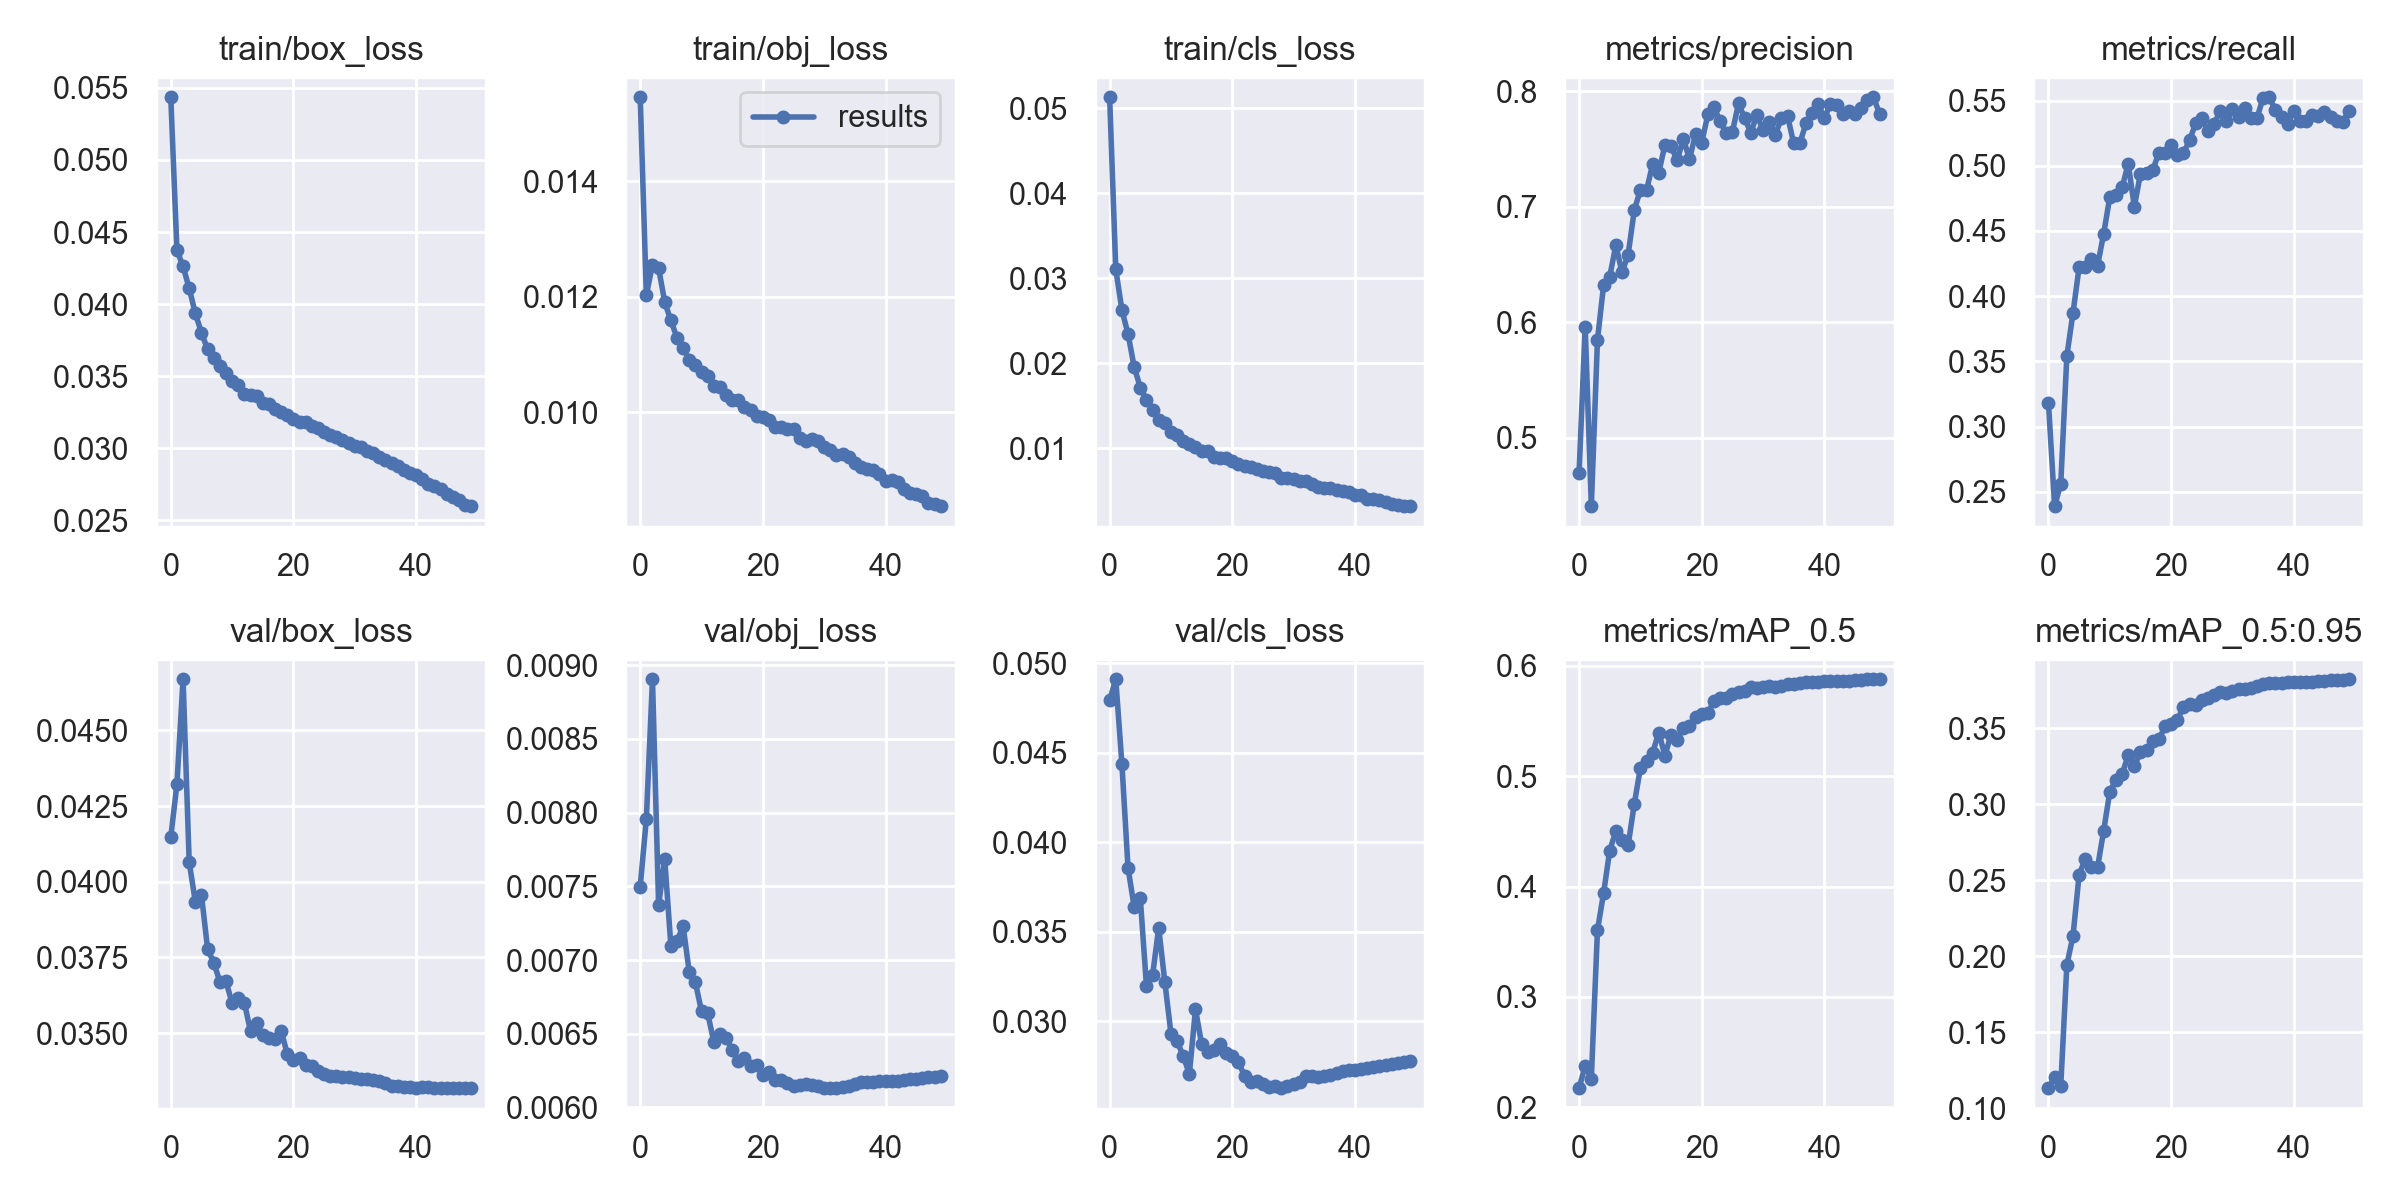 train/box_loss
0.055
0.050
0.045
0.040
0.035
0.030
0.025
0 20 40
train/obj_loss
results
0.014
0.012
0.010
0 20 40
train/cls_loss
0.05
0.04
0.03
0.02
0.01
0 20 40
metrics/precision
0.8
0.7
0.6
0.5
0 20 40
metrics/recall
0.55
0.50
0.45
0.40
0.35
0.30
0.25
0 20 40
val/box_loss
0.0450
0.0425
0.0400
0.0375
0.0350
0 20 40
val/obj_loss
0.0090
0.0085
0.0080
0.0075
0.0070
0.0065
0.0060
0 20 40
val/cls_loss
0.050
0.045
0.040
0.035
0.030
0 20 40
metrics/mAP_0.5
0.6
0.5
0.4
0.3
0.2
0 20 40
metrics/mAP_0.5:0.95
0.35
0.30
0.25
0.20
0.15
0.10
0 20 40